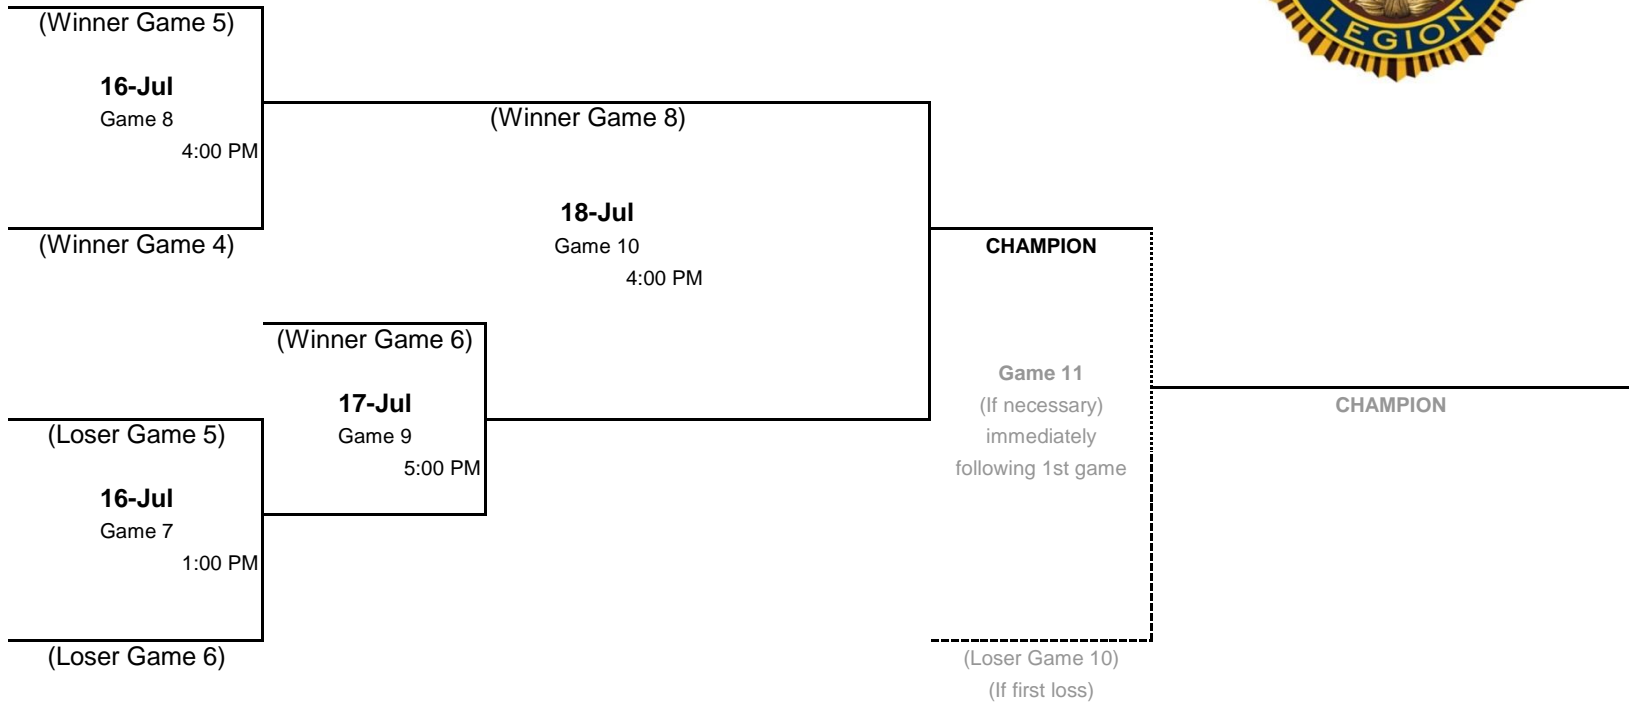 LEGION
(Winner Game 5)
16-Jul
Game 8
4:00 PM
(Winner Game 8)
18-Jul
Game 10
4:00 PM
(Winner Game 4)
CHAMPION
(Winner Game 6)
17-Jul
Game 9
5:00 PM
Game 11
(If necessary)
immediately
following 1st game
CHAMPION
(Loser Game 5)
16-Jul
Game 7
1:00 PM
(Loser Game 6)
(Loser Game 10)
(If first loss)